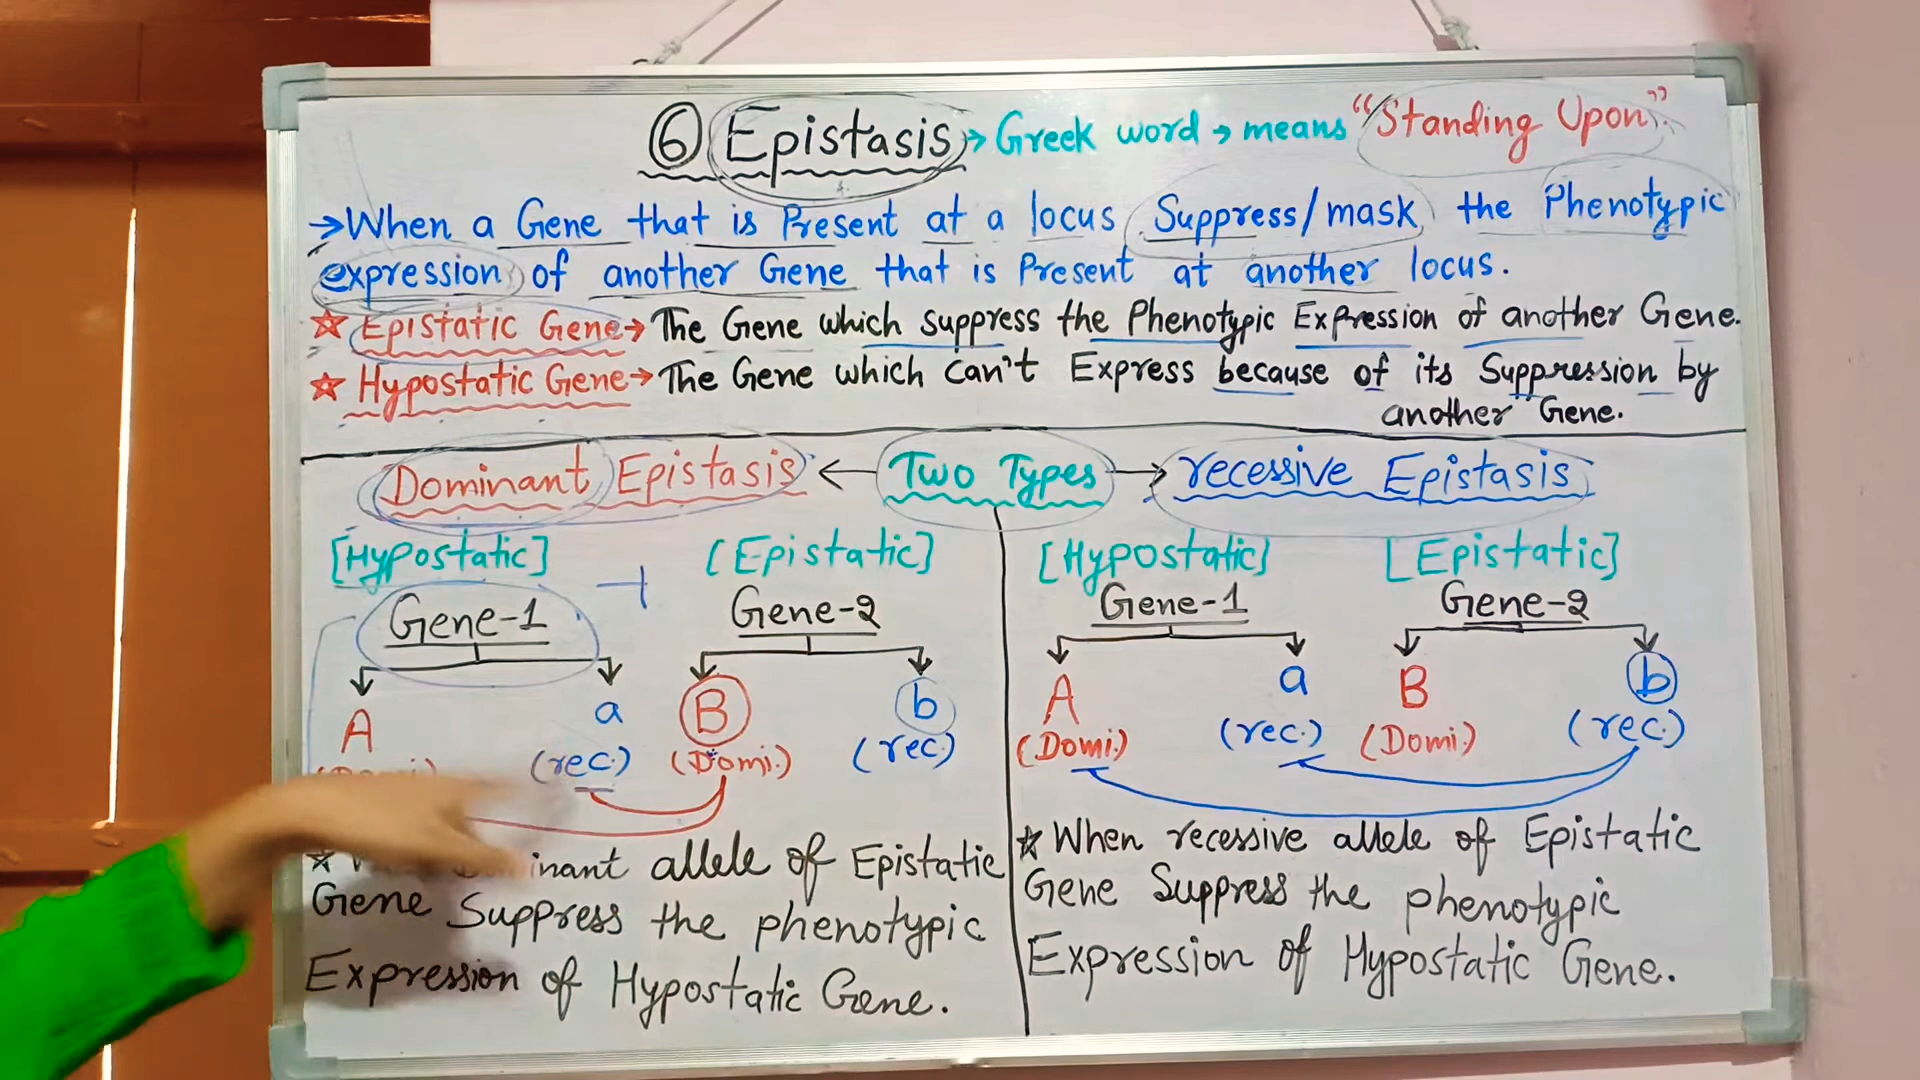 ⑥ Epistasis → Greek word → means “Standing Upon”.
→ When a Gene that is Present at a locus Suppress/mask the Phenotypic
expression of another Gene that is Present at another locus.
☆ Epistatic Gene → The Gene which suppress the Phenotypic Expression of another Gene.
☆ Hypostatic Gene → The Gene which can't Express because of its Suppression by
another Gene.
Dominant Epistasis ← Two Types → recessive Epistasis
[Hypostatic] [Epistatic]
Gene-1 Gene-2
A a B b
(rec.) (Domi.) (rec.)
☆ allele of Epistatic
Gene Suppress the phenotypic
Expression of Hypostatic Gene.
[Hypostatic] [Epistatic]
Gene-1 Gene-2
A a B b
(Domi.) (rec.) (Domi.) (rec.)
☆ When recessive allele of Epistatic
Gene Suppress the phenotypic
Expression of Hypostatic Gene.